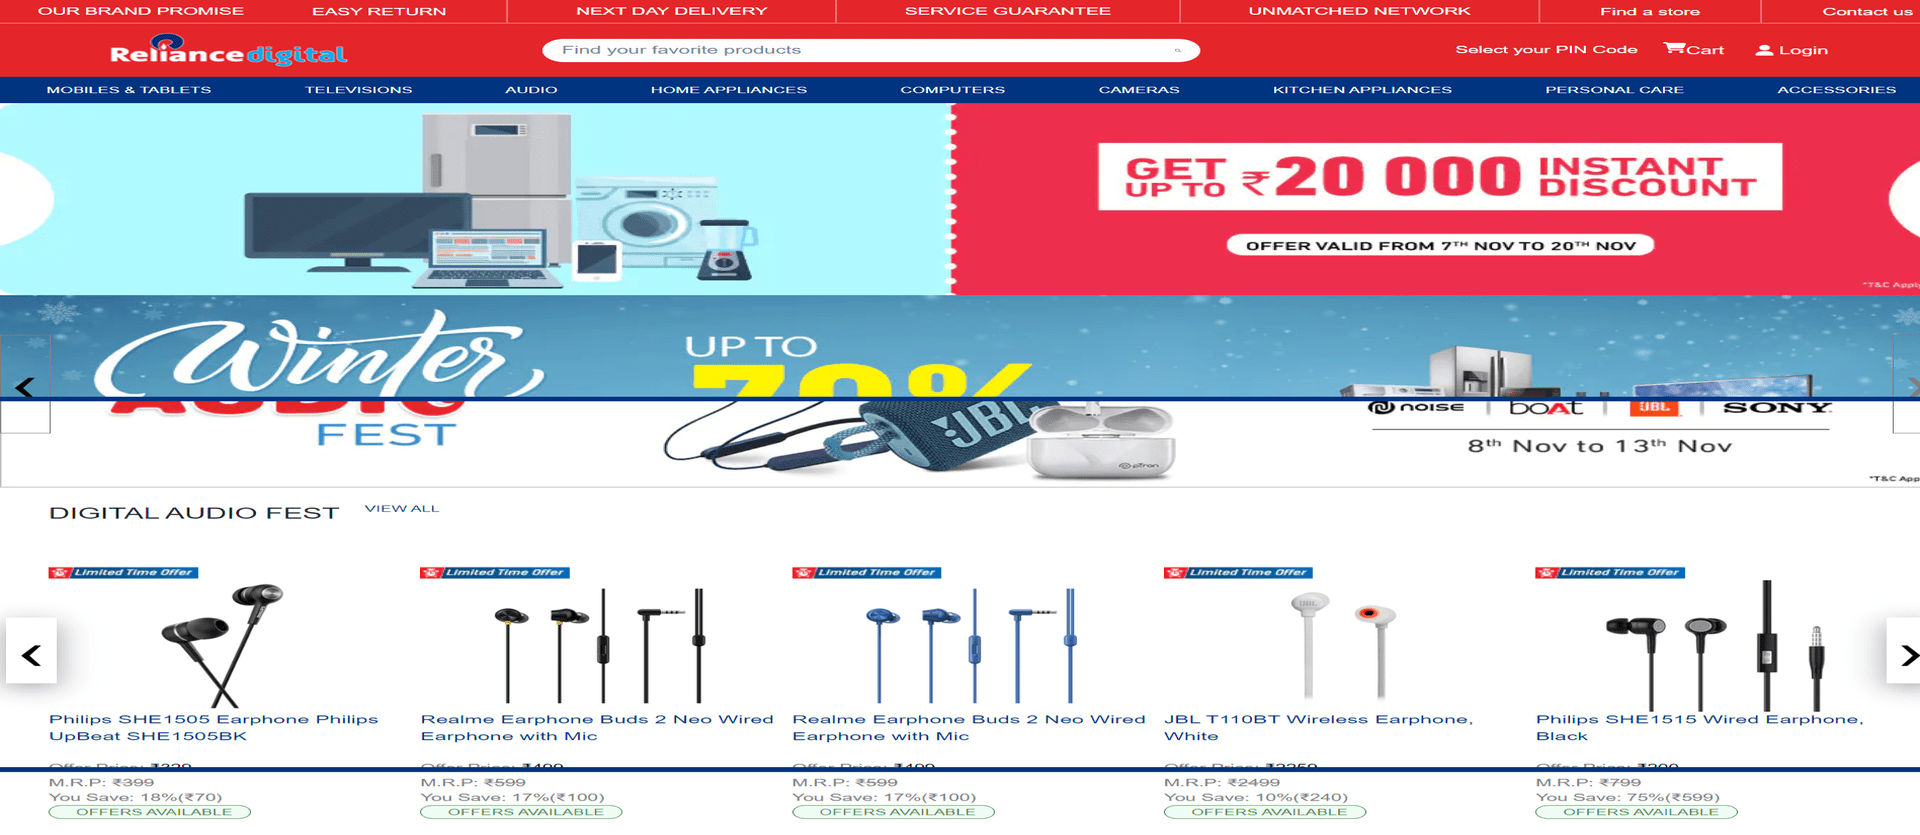 OUR BRAND PROMISE EASY RETURN NEXT DAY DELIVERY SERVICE GUARANTEE UNMATCHED NETWORK Find a store Contact us
Reliance digital Find your favorite products Select your PIN Code Cart Login
MOBILES & TABLETS TELEVISIONS AUDIO HOME APPLIANCES COMPUTERS CAMERAS KITCHEN APPLIANCES PERSONAL CARE ACCESSORIES
GET UP TO ₹20 000 INSTANT DISCOUNT
OFFER VALID FROM 7TH NOV TO 20TH NOV
*T&C Apply
Winter UP TO
70%
AUDIO
FEST
JBL
pTron
noise | boAt | JBL | SONY
8th Nov to 13th Nov
*T&C App
DIGITAL AUDIO FEST VIEW ALL
Limited Time Offer Limited Time Offer Limited Time Offer Limited Time Offer Limited Time Offer
JBL
Philips SHE1505 Earphone Philips UpBeat SHE1505BK
Realme Earphone Buds 2 Neo Wired Earphone with Mic
Realme Earphone Buds 2 Neo Wired Earphone with Mic
JBL T110BT Wireless Earphone, White
Philips SHE1515 Wired Earphone, Black
M.R.P: ₹399 M.R.P: ₹599 M.R.P: ₹599 M.R.P: ₹2499 M.R.P: ₹799
You Save: 18%(₹70) You Save: 17%(₹100) You Save: 17%(₹100) You Save: 10%(₹240) You Save: 75%(₹599)
OFFERS AVAILABLE OFFERS AVAILABLE OFFERS AVAILABLE OFFERS AVAILABLE OFFERS AVAILABLE